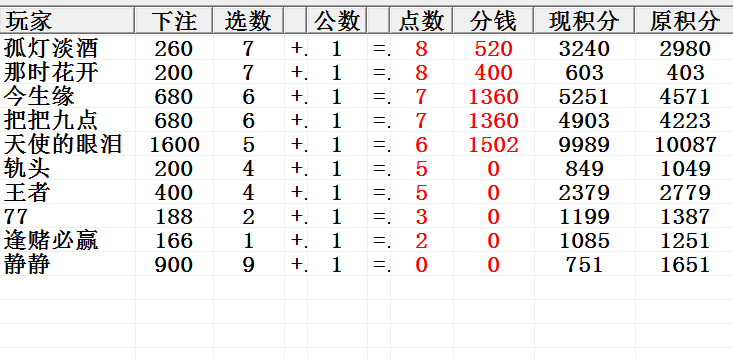 玩家 下注 选数 公数 点数 分钱 现积分 原积分
孤灯淡酒 260 7 +. 1 =. 8 520 3240 2980
那时花开 200 7 +. 1 =. 8 400 603 403
今生缘 680 6 +. 1 =. 7 1360 5251 4571
把把九点 680 6 +. 1 =. 7 1360 4903 4223
天使的眼泪 1600 5 +. 1 =. 6 1502 9989 10087
轨头 200 4 +. 1 =. 5 0 849 1049
王者 400 4 +. 1 =. 5 0 2379 2779
77 188 2 +. 1 =. 3 0 1199 1387
逢赌必赢 166 1 +. 1 =. 2 0 1085 1251
静静 900 9 +. 1 =. 0 0 751 1651